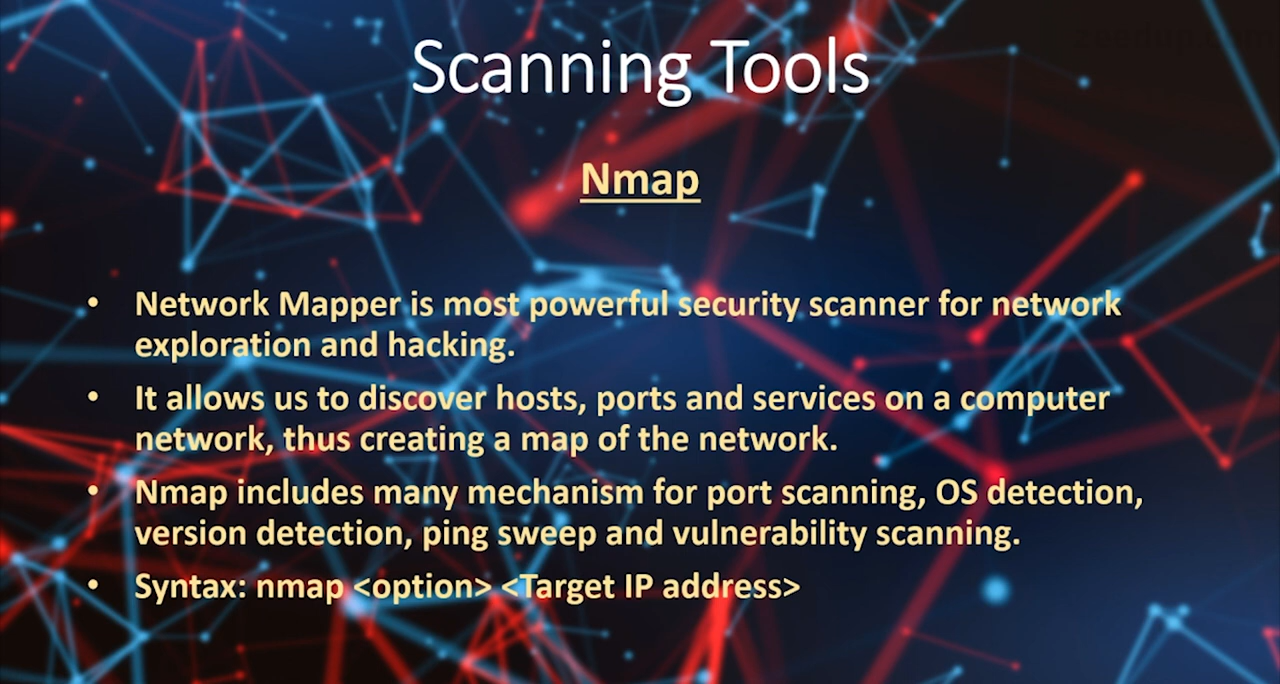 Scanning Tools
Nmap
• Network Mapper is most powerful security scanner for network
exploration and hacking.
• It allows us to discover hosts, ports and services on a computer
network, thus creating a map of the network.
• Nmap includes many mechanism for port scanning, OS detection,
version detection, ping sweep and vulnerability scanning.
• Syntax: nmap <option> <Target IP address>